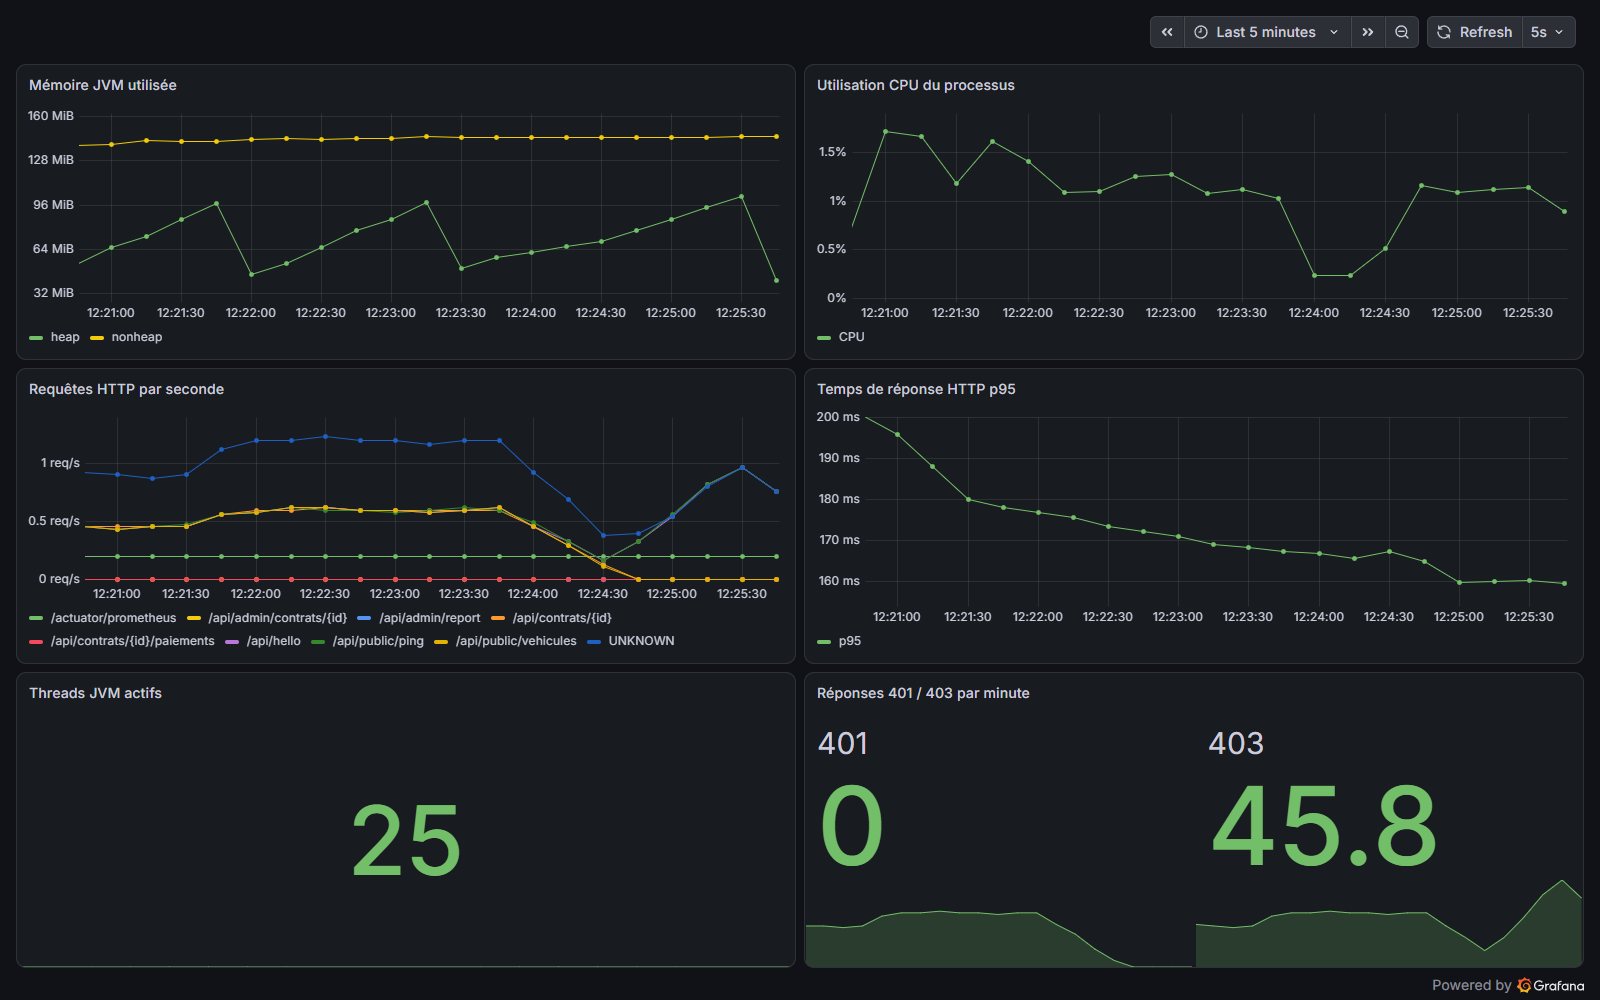 Last 5 minutes Refresh 5s
Mémoire JVM utilisée
160 MiB
128 MiB
96 MiB
64 MiB
32 MiB
12:21:00 12:21:30 12:22:00 12:22:30 12:23:00 12:23:30 12:24:00 12:24:30 12:25:00 12:25:30
heap nonheap
Utilisation CPU du processus
1.5%
1%
0.5%
0%
12:21:00 12:21:30 12:22:00 12:22:30 12:23:00 12:23:30 12:24:00 12:24:30 12:25:00 12:25:30
CPU
Requêtes HTTP par seconde
1 req/s
0.5 req/s
0 req/s
12:21:00 12:21:30 12:22:00 12:22:30 12:23:00 12:23:30 12:24:00 12:24:30 12:25:00 12:25:30
/actuator/prometheus /api/admin/contrats/{id} /api/admin/report /api/contrats/{id}
/api/contrats/{id}/paiements /api/hello /api/public/ping /api/public/vehicules UNKNOWN
Temps de réponse HTTP p95
200 ms
190 ms
180 ms
170 ms
160 ms
12:21:00 12:21:30 12:22:00 12:22:30 12:23:00 12:23:30 12:24:00 12:24:30 12:25:00 12:25:30
p95
Threads JVM actifs
25
Réponses 401 / 403 par minute
401 403
0 45.8
Powered by Grafana